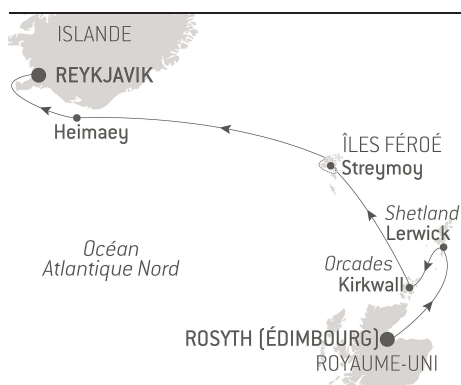 ISLANDE
REYKJAVIK
Heimaey
ÎLES FÉROÉ
Streymoy
Shetland
Lerwick
Océan
Atlantique Nord
Orcades
Kirkwall
ROSYTH (ÉDIMBOURG)
ROYAUME-UNI